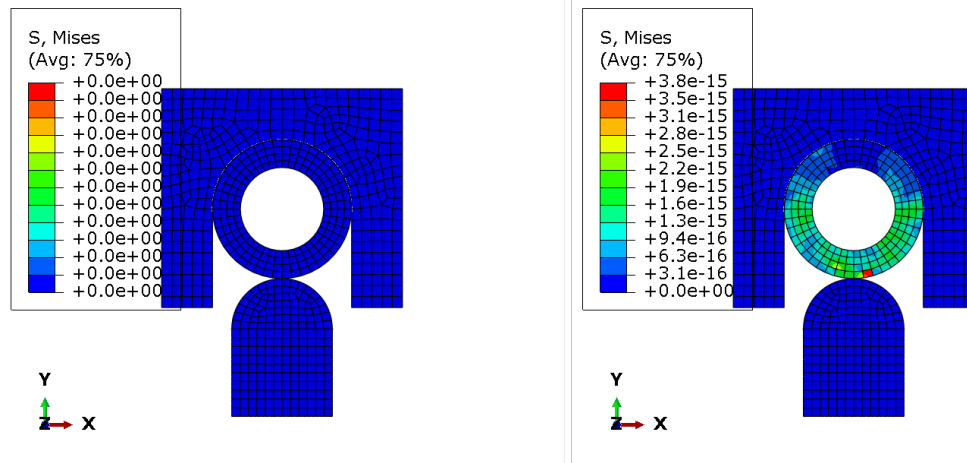 S, Mises
(Avg: 75%)
+0.0e+00
+0.0e+00
+0.0e+00
+0.0e+00
+0.0e+00
+0.0e+00
+0.0e+00
+0.0e+00
+0.0e+00
+0.0e+00
+0.0e+00
+0.0e+00
+0.0e+00
Y
Z X
S, Mises
(Avg: 75%)
+3.8e-15
+3.5e-15
+3.1e-15
+2.8e-15
+2.5e-15
+2.2e-15
+1.9e-15
+1.6e-15
+1.3e-15
+9.4e-16
+6.3e-16
+3.1e-16
+0.0e+00
Y
Z X